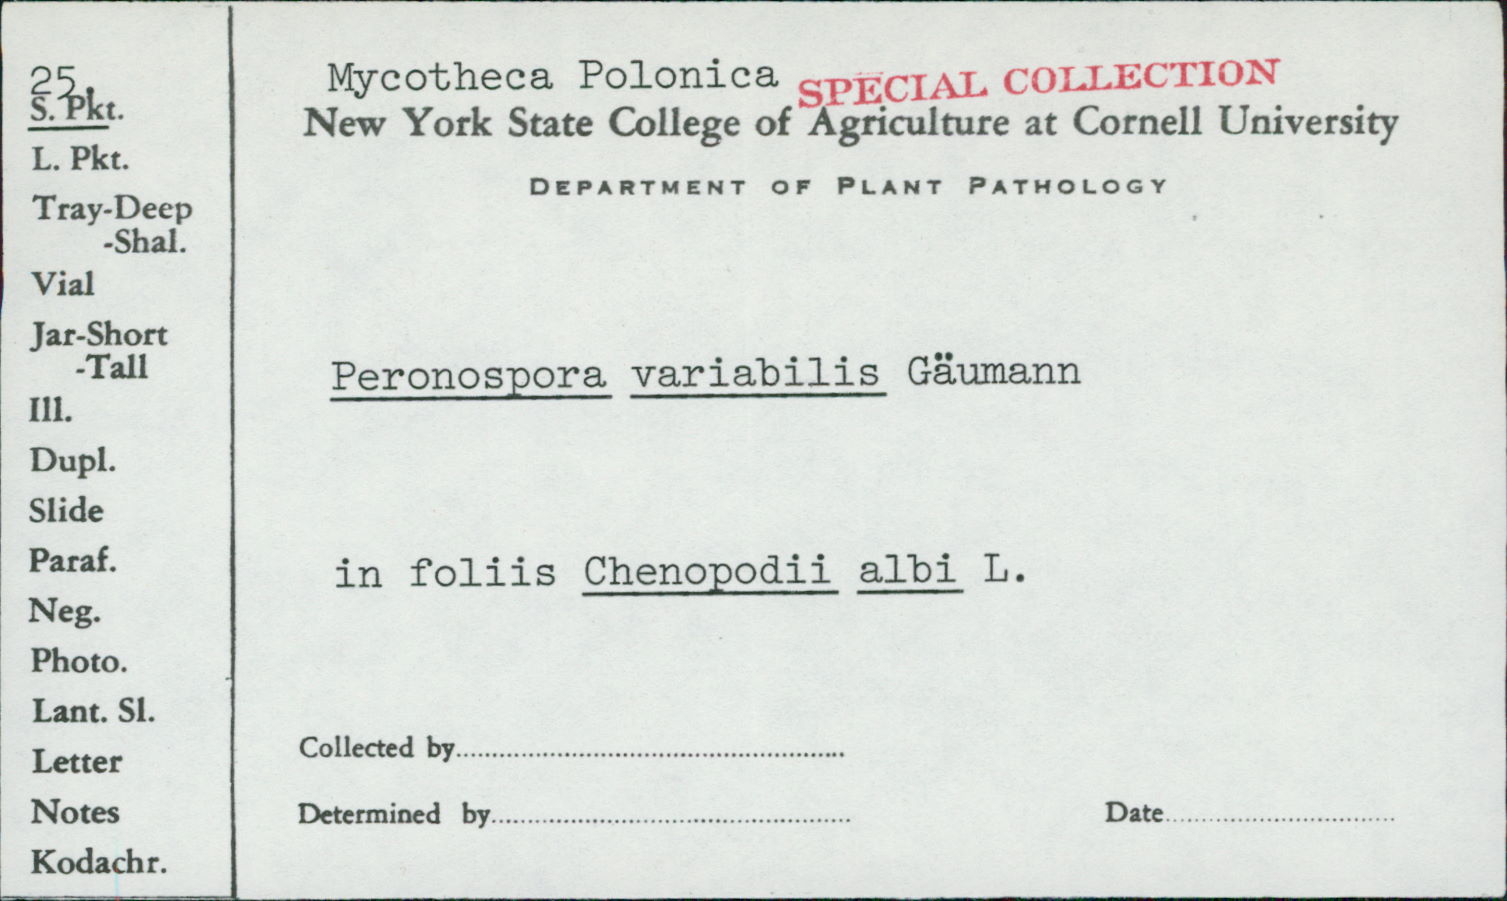 25.
S. Pkt.
L. Pkt.
Tray-Deep
-Shal.
Vial
Jar-Short
-Tall
Ill.
Dupl.
Slide
Paraf.
Neg.
Photo.
Lant. Sl.
Letter
Notes
Kodachr.
Mycotheca Polonica SPECIAL COLLECTION
New York State College of Agriculture at Cornell University
DEPARTMENT OF PLANT PATHOLOGY
Peronospora variabilis Gäumann
in foliis Chenopodii albi L.
Collected by
Determined by Date